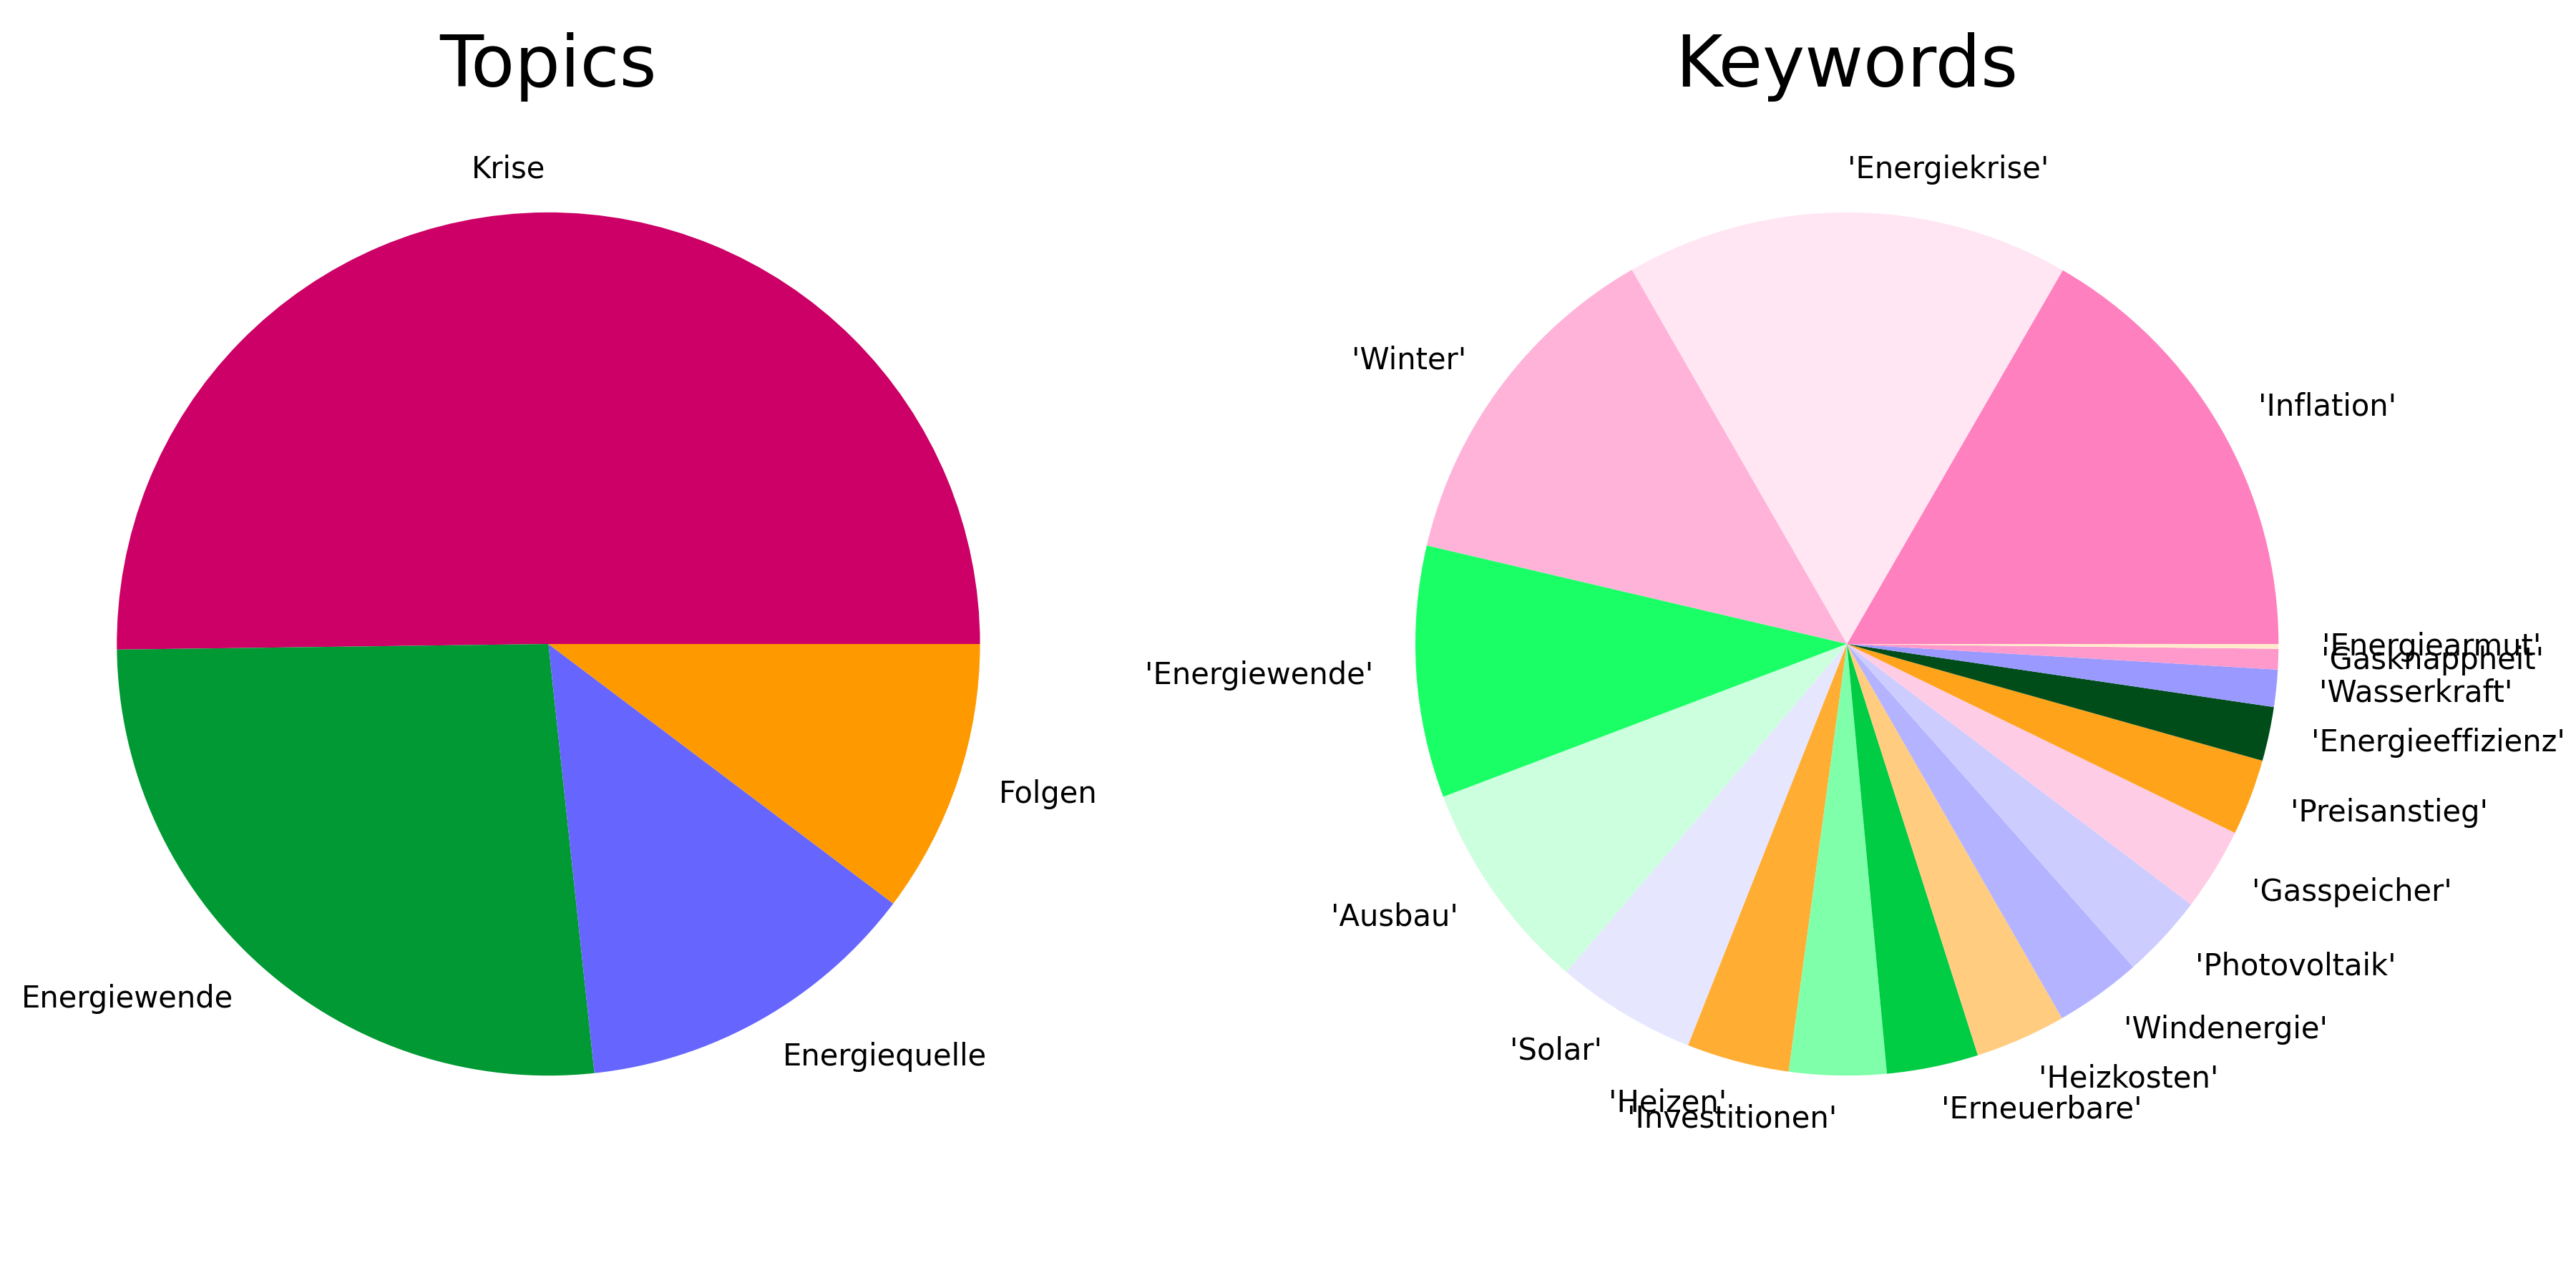 Topics
Krise
Energiewende
Energiequelle
Folgen
Keywords
'Inflation'
'Energiekrise'
'Winter'
'Energiewende'
'Ausbau'
'Solar'
'Heizen'
'Investitionen'
'Erneuerbare'
'Heizkosten'
'Windenergie'
'Photovoltaik'
'Gasspeicher'
'Preisanstieg'
'Energieeffizienz'
'Wasserkraft'
'Gasknappheit'
'Energiearmut'